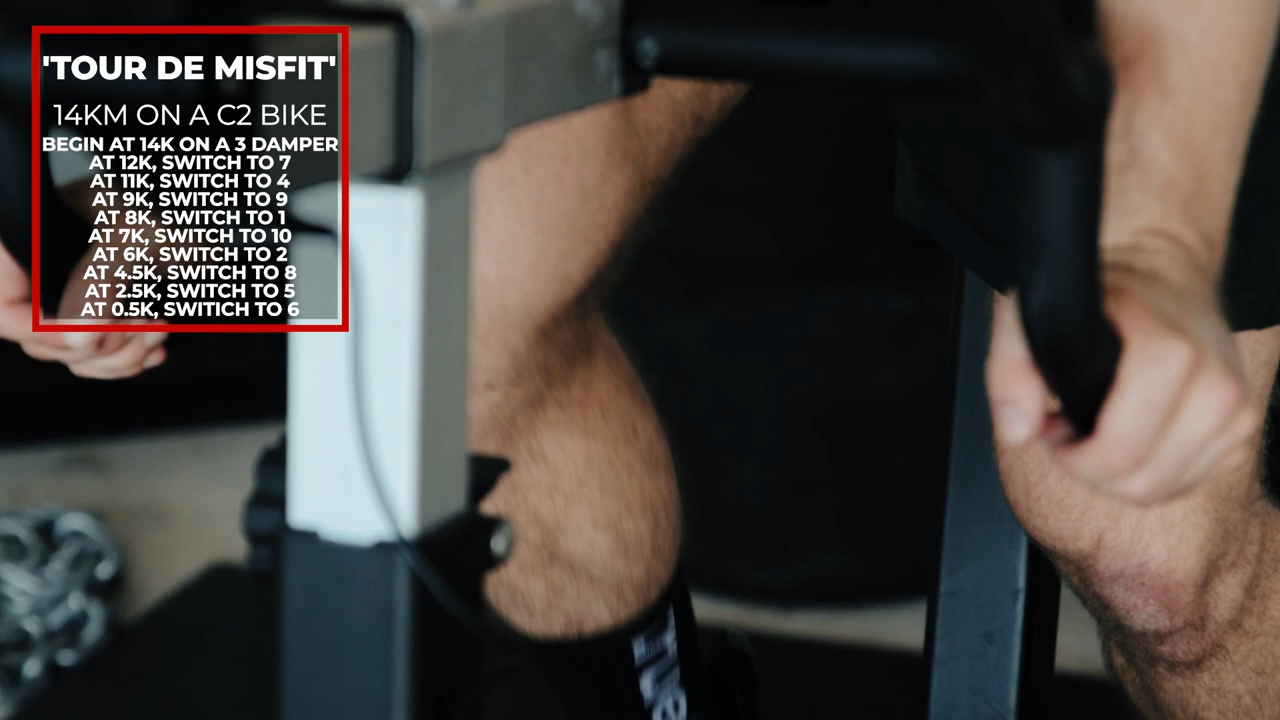 'TOUR DE MISFIT'
14KM ON A C2 BIKE
BEGIN AT 14K ON A 3 DAMPER
AT 12K, SWITCH TO 7
AT 11K, SWITCH TO 4
AT 9K, SWITCH TO 9
AT 8K, SWITCH TO 1
AT 7K, SWITCH TO 10
AT 6K, SWITCH TO 2
AT 4.5K, SWITCH TO 8
AT 2.5K, SWITCH TO 5
AT 0.5K, SWITICH TO 6